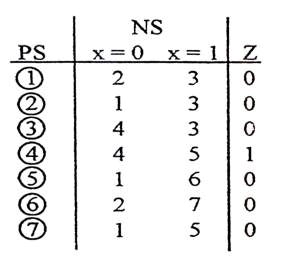 NS
PS x = 0 x = 1 Z
1 2 3 0
2 1 3 0
3 4 3 0
4 4 5 1
5 1 6 0
6 2 7 0
7 1 5 0